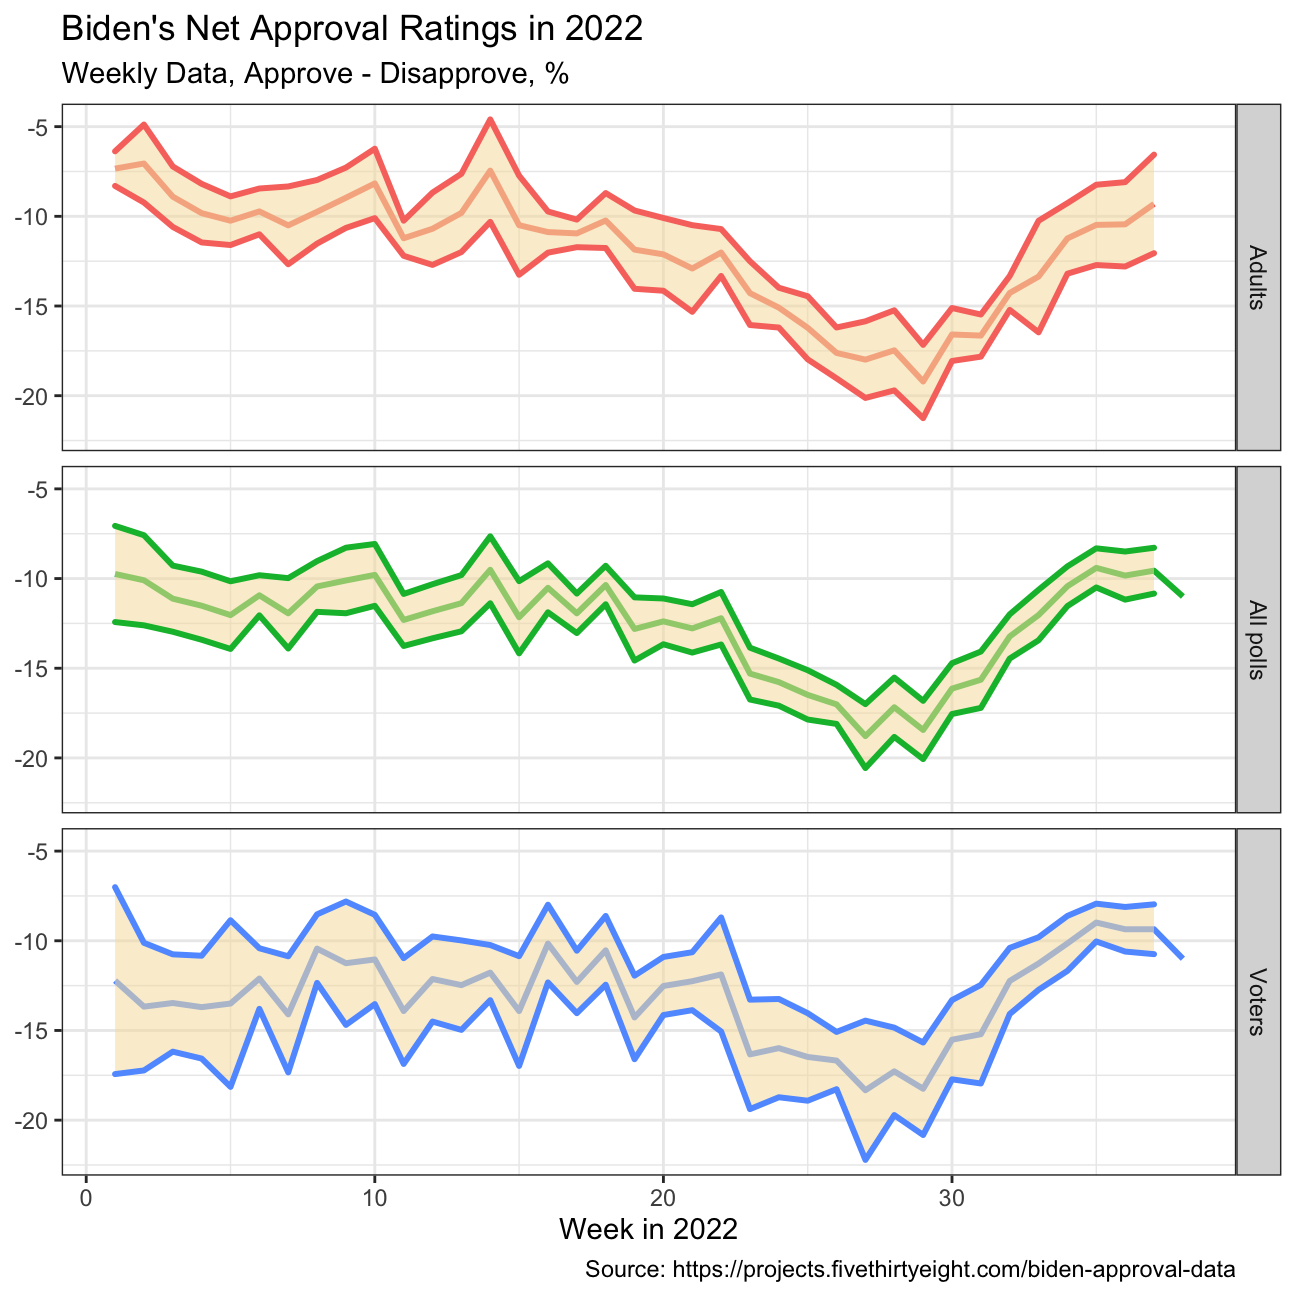 Biden's Net Approval Ratings in 2022
Weekly Data, Approve - Disapprove, %
-5
-10
-15
-20
Adults
-5
-10
-15
-20
All polls
-5
-10
-15
-20
Voters
0 10 20 30
Week in 2022
Source: https://projects.fivethirtyeight.com/biden-approval-data